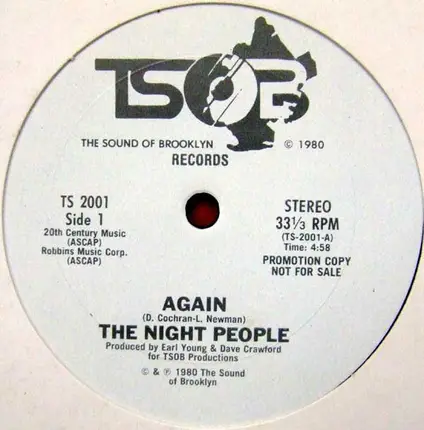 TSOB
THE SOUND OF BROOKLYN © 1980
RECORDS
TS 2001
Side 1
20th Century Music
(ASCAP)
Robbins Music Corp.
(ASCAP)
STEREO
33⅓ RPM
(TS-2001-A)
Time: 4:58
PROMOTION COPY
NOT FOR SALE
AGAIN
(D. Cochran-L. Newman)
THE NIGHT PEOPLE
Produced by Earl Young & Dave Crawford
for TSOB Productions
© & ℗ 1980 The Sound
of Brooklyn